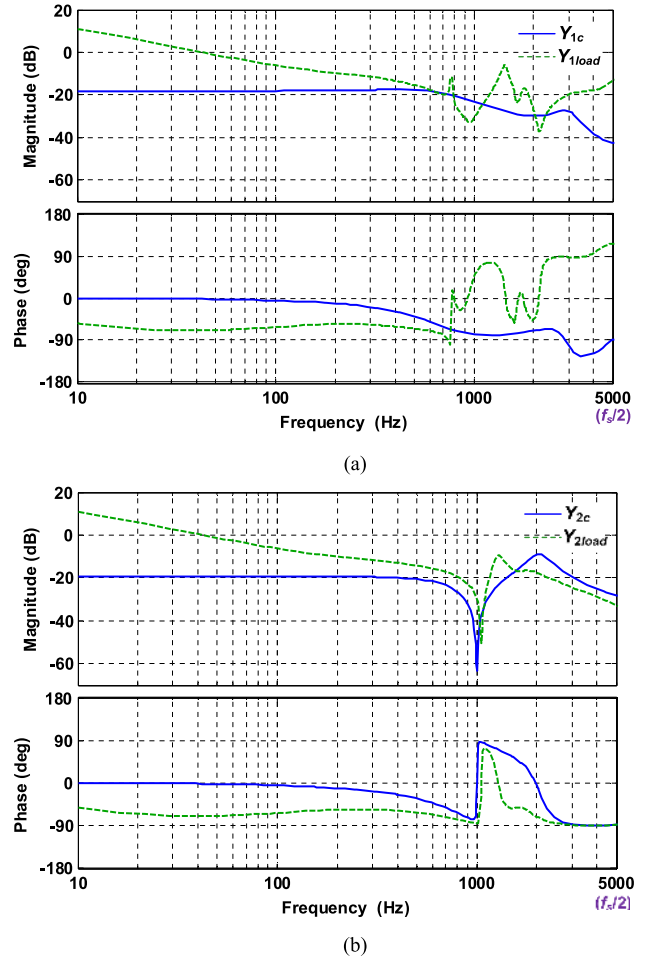 20
0
-20
-40
-60
Magnitude (dB)
Y1c
Y1load
180
90
0
-90
-180
Phase (deg)
10
100
1000
5000
Frequency (Hz)
(fs/2)
(a)
20
0
-20
-40
-60
-70
Magnitude (dB)
Y2c
Y2load
180
90
0
-90
-180
Phase (deg)
10
100
1000
5000
Frequency (Hz)
(fs/2)
(b)